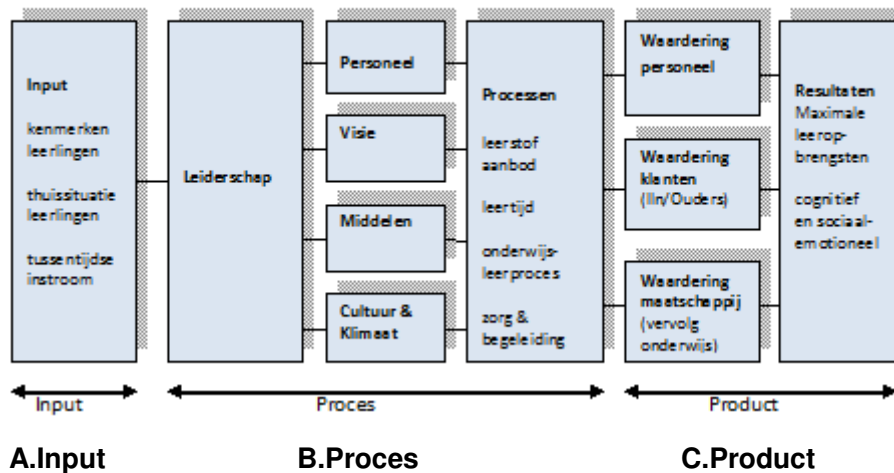 Input
kenmerken
leerlingen
thuissituatie
leerlingen
tussentijdse
instroom
Leiderschap
Personeel
Visie
Middelen
Cultuur &
Klimaat
Processen
leerstof
aanbod
leertijd
onderwijs-
leerproces
zorg &
begeleiding
Waardering
personeel
Waardering
klanten
(lln/Ouders)
Waardering
maatschappij
(vervolg
onderwijs)
Resultaten
Maximale
leerop-
brengsten
cognitief
en sociaal-
emotioneel
Input
Proces
Product
A.Input
B.Proces
C.Product